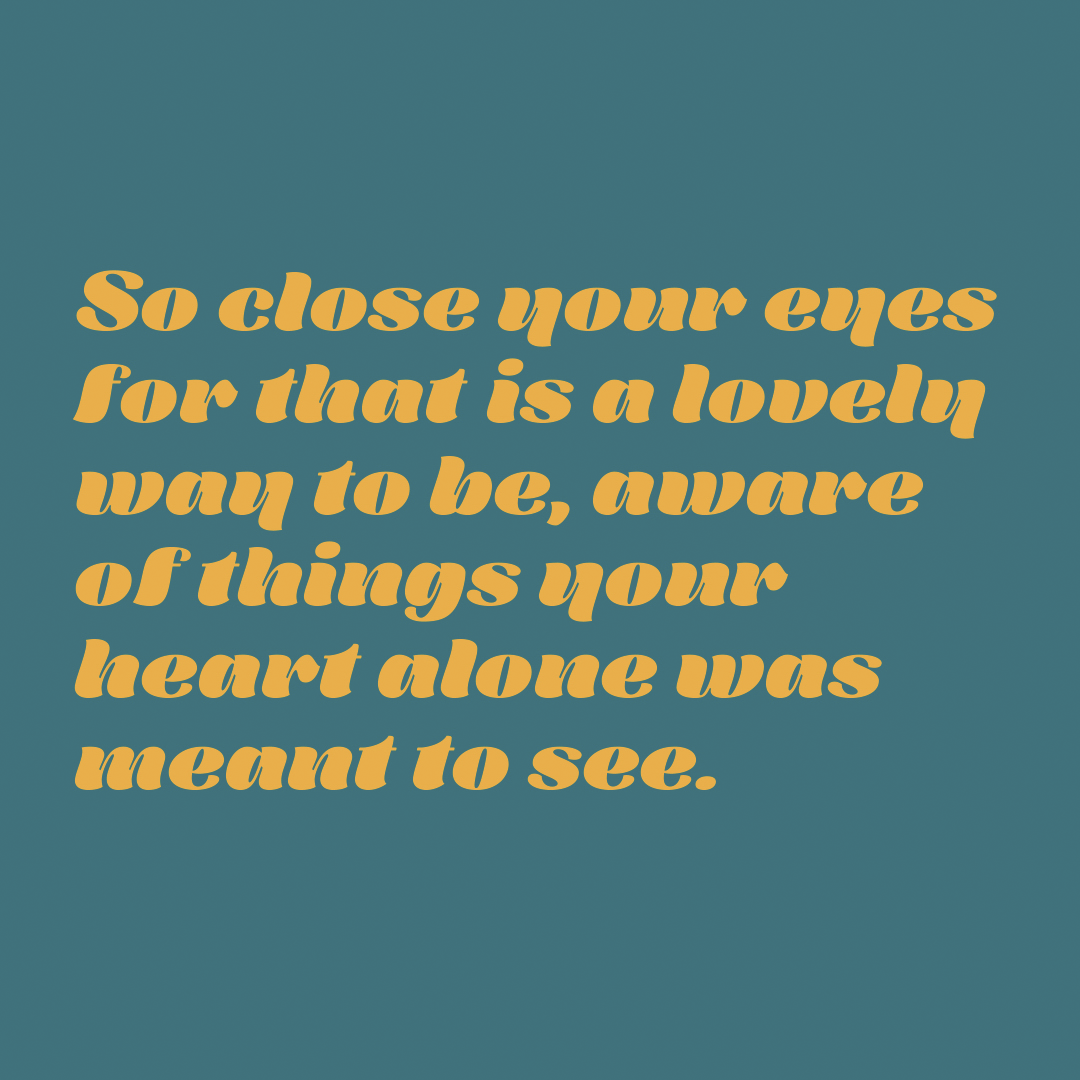 So close your eyes
for that is a lovely
way to be, aware
of things your
heart alone was
meant to see.